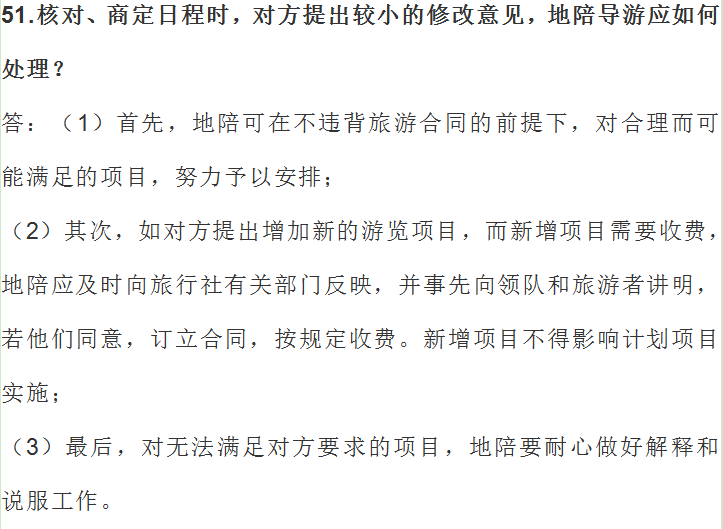 51.核对、商定日程时，对方提出较小的修改意见，地陪导游应如何
处理？
答：（1）首先，地陪可在不违背旅游合同的前提下，对合理而可
能满足的项目，努力予以安排；
（2）其次，如对方提出增加新的游览项目，而新增项目需要收费，
地陪应及时向旅行社有关部门反映，并事先向领队和旅游者讲明，
若他们同意，订立合同，按规定收费。新增项目不得影响计划项目
实施；
（3）最后，对无法满足对方要求的项目，地陪要耐心做好解释和
说服工作。